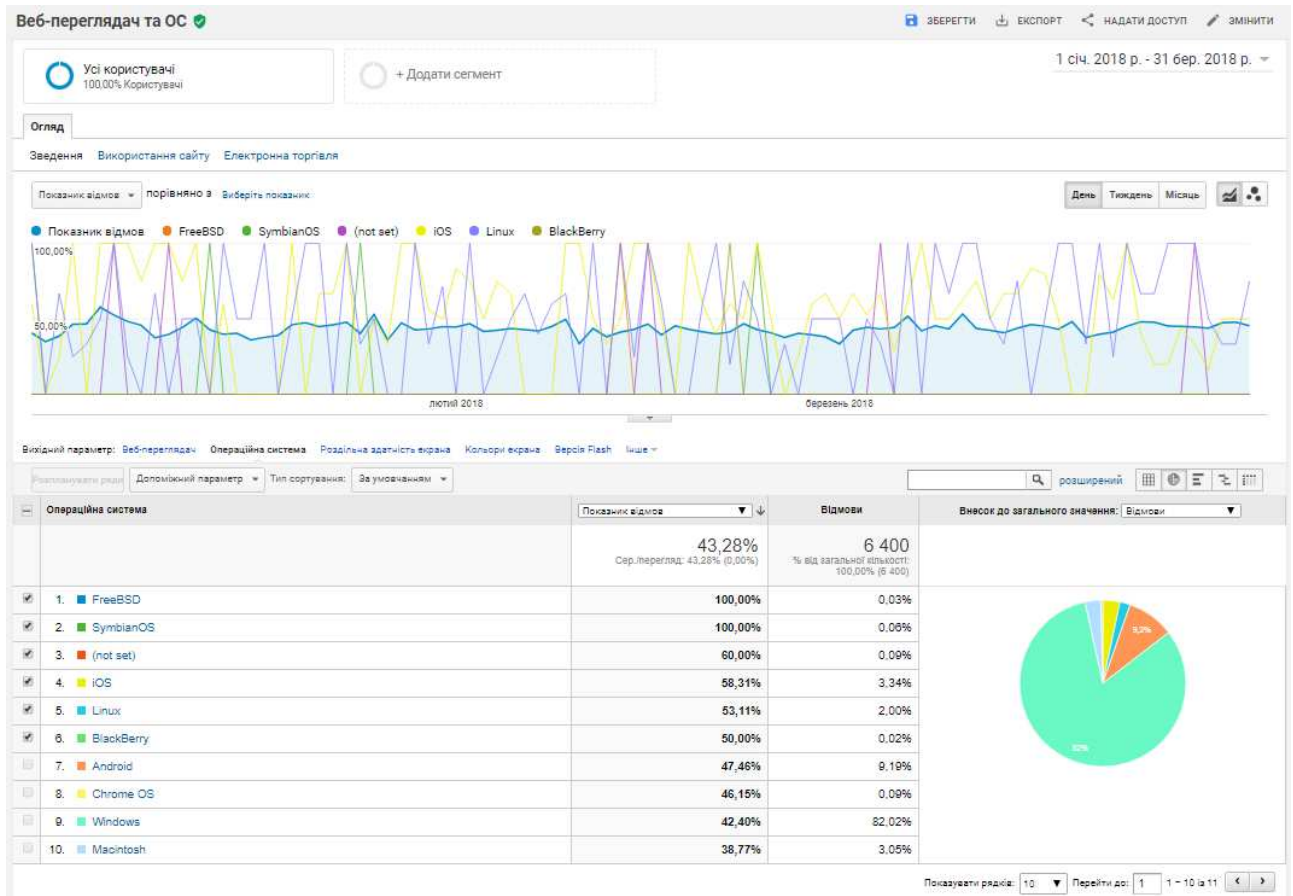 Веб-переглядач та ОС
ЗБЕРЕГТИ ЕКСПОРТ НАДАТИ ДОСТУП ЗМІНИТИ
Усі користувачі
100,00% Користувачі
+ Додати сегмент
1 січ. 2018 р. - 31 бер. 2018 р.
Огляд
Зведення Використання сайту Електронна торгівля
Показник відмов порівняно з Виберіть показник
День Тиждень Місяць
Показник відмов FreeBSD SymbianOS (not set) iOS Linux BlackBerry
100,00%
50,00%
лютий 2018 березень 2018
Вихідний параметр: Веб-переглядач Операційна система Роздільна здатність екрана Кольори екрана Версія Flash Інше
Розпланувати ряди Допоміжний параметр Тип сортування: За умовчанням розширений
Операційна система Показник відмов Відмови Внесок до загального значення: Відмови
43,28% 6 400
Сер./перегляд: 43,28% (0,00%) % від загальної кількості:
100,00% (6 400)
1. FreeBSD 100,00% 0,03%
2. SymbianOS 100,00% 0,06%
3. (not set) 60,00% 0,09%
4. iOS 58,31% 3,34%
5. Linux 53,11% 2,00%
6. BlackBerry 50,00% 0,02%
7. Android 47,46% 9,19%
8. Chrome OS 46,15% 0,09%
9. Windows 42,40% 82,02%
10. Macintosh 38,77% 3,05%
9,2%
82%
Показувати рядків: 10 Перейти до: 1 1 – 10 із 11